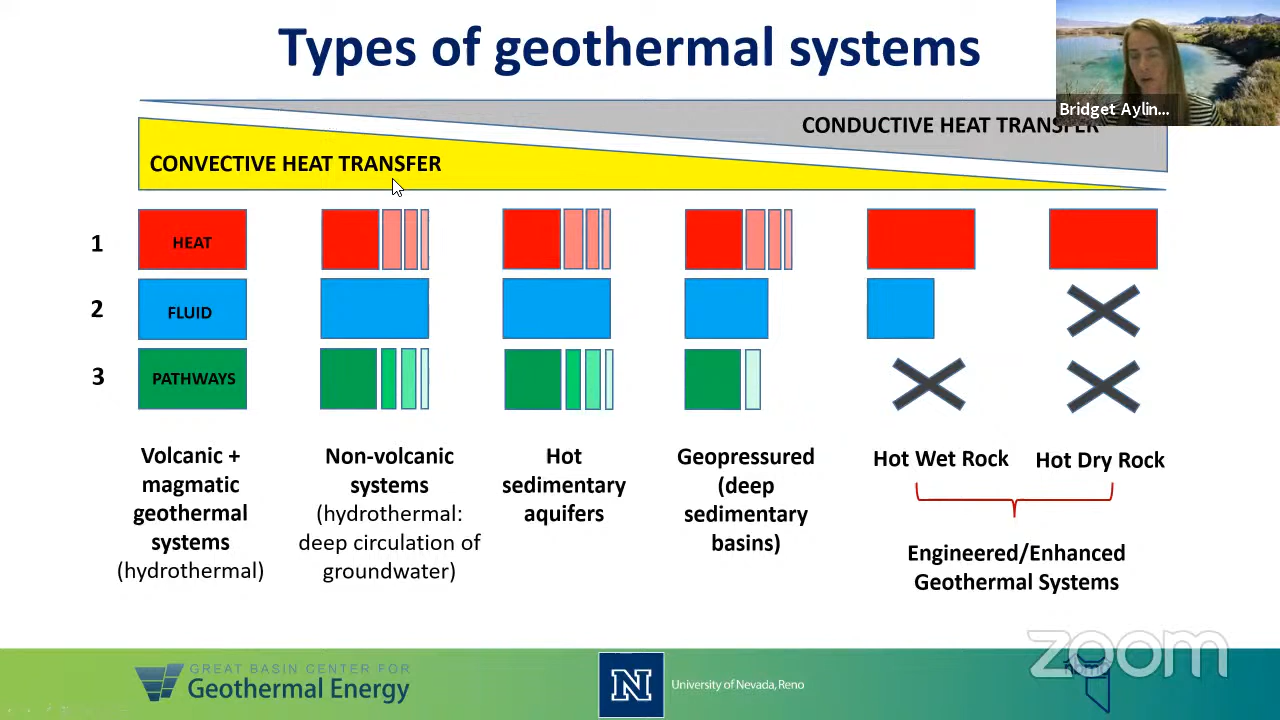 Types of geothermal systems
Bridget Aylin...
CONDUCTIVE HEAT TRANSFER
CONVECTIVE HEAT TRANSFER
1
HEAT
2
FLUID
3
PATHWAYS
Volcanic +
magmatic
geothermal
systems
(hydrothermal)
Non-volcanic
systems
(hydrothermal:
deep circulation of
groundwater)
Hot
sedimentary
aquifers
Geopressured
(deep
sedimentary
basins)
Hot Wet Rock
Hot Dry Rock
Engineered/Enhanced
Geothermal Systems
zoom
GREAT BASIN CENTER FOR
Geothermal Energy
N
University of Nevada, Reno